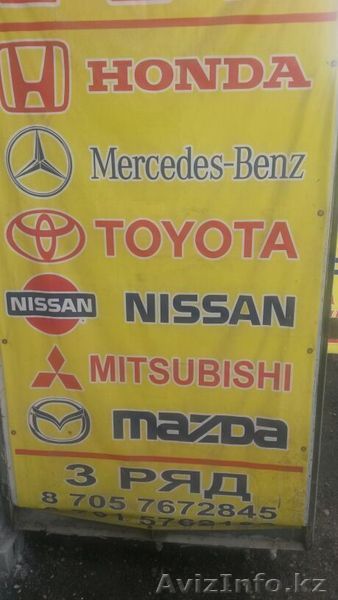 HONDA
Mercedes-Benz
TOYOTA
NISSAN NISSAN
MITSUBISHI
mazda
3 РЯД
8 705 7672845
AvizInfo.kz